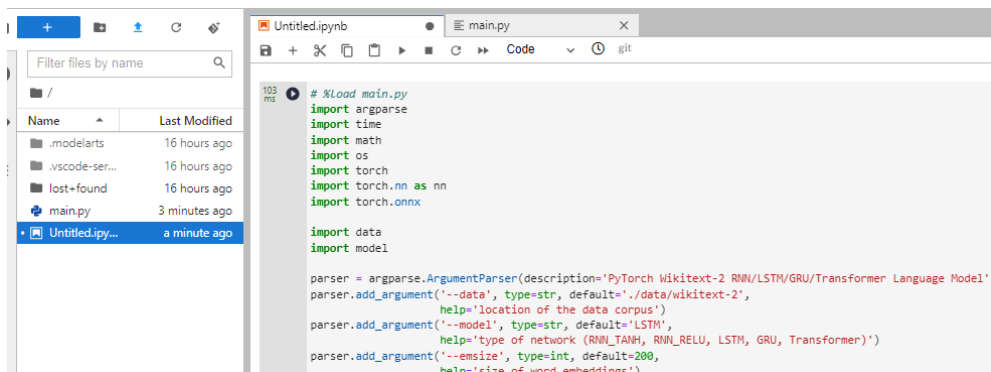 Untitled.ipynb
main.py
Code
git
Filter files by name
/
Name
Last Modified
.modelarts
16 hours ago
.vscode-ser...
16 hours ago
lost+found
16 hours ago
main.py
3 minutes ago
Untitled.ipy...
a minute ago
103
ms
# %load main.py
import argparse
import time
import math
import os
import torch
import torch.nn as nn
import torch.onnx
import data
import model
parser = argparse.ArgumentParser(description='PyTorch Wikitext-2 RNN/LSTM/GRU/Transformer Language Model'
parser.add_argument('--data', type=str, default='./data/wikitext-2',
help='location of the data corpus')
parser.add_argument('--model', type=str, default='LSTM',
help='type of network (RNN_TANH, RNN_RELU, LSTM, GRU, Transformer)')
parser.add_argument('--emsize', type=int, default=200,
help='size of word embeddings')